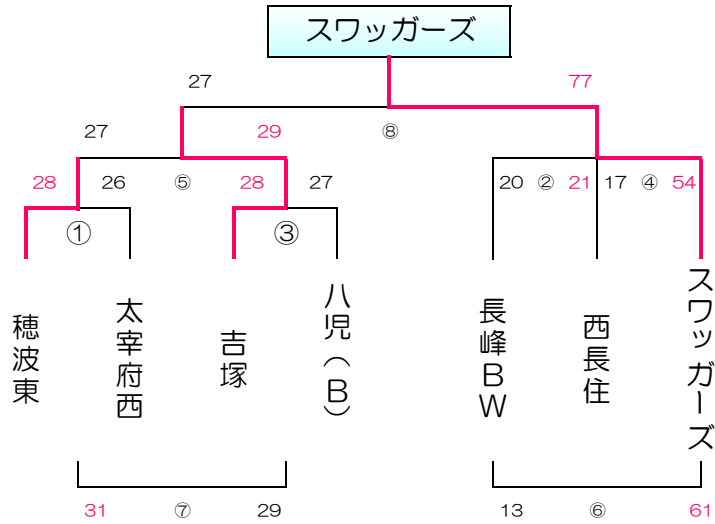 スワッガーズ
27 77
27 29 ⑧
28 26 ⑤ 28 27 20 ② 21 17 ④ 54
① ③
穂波東
太宰府西
吉塚
八児(B)
長峰BW
西長住
スワッガーズ
31 ⑦ 29 13 ⑥ 61